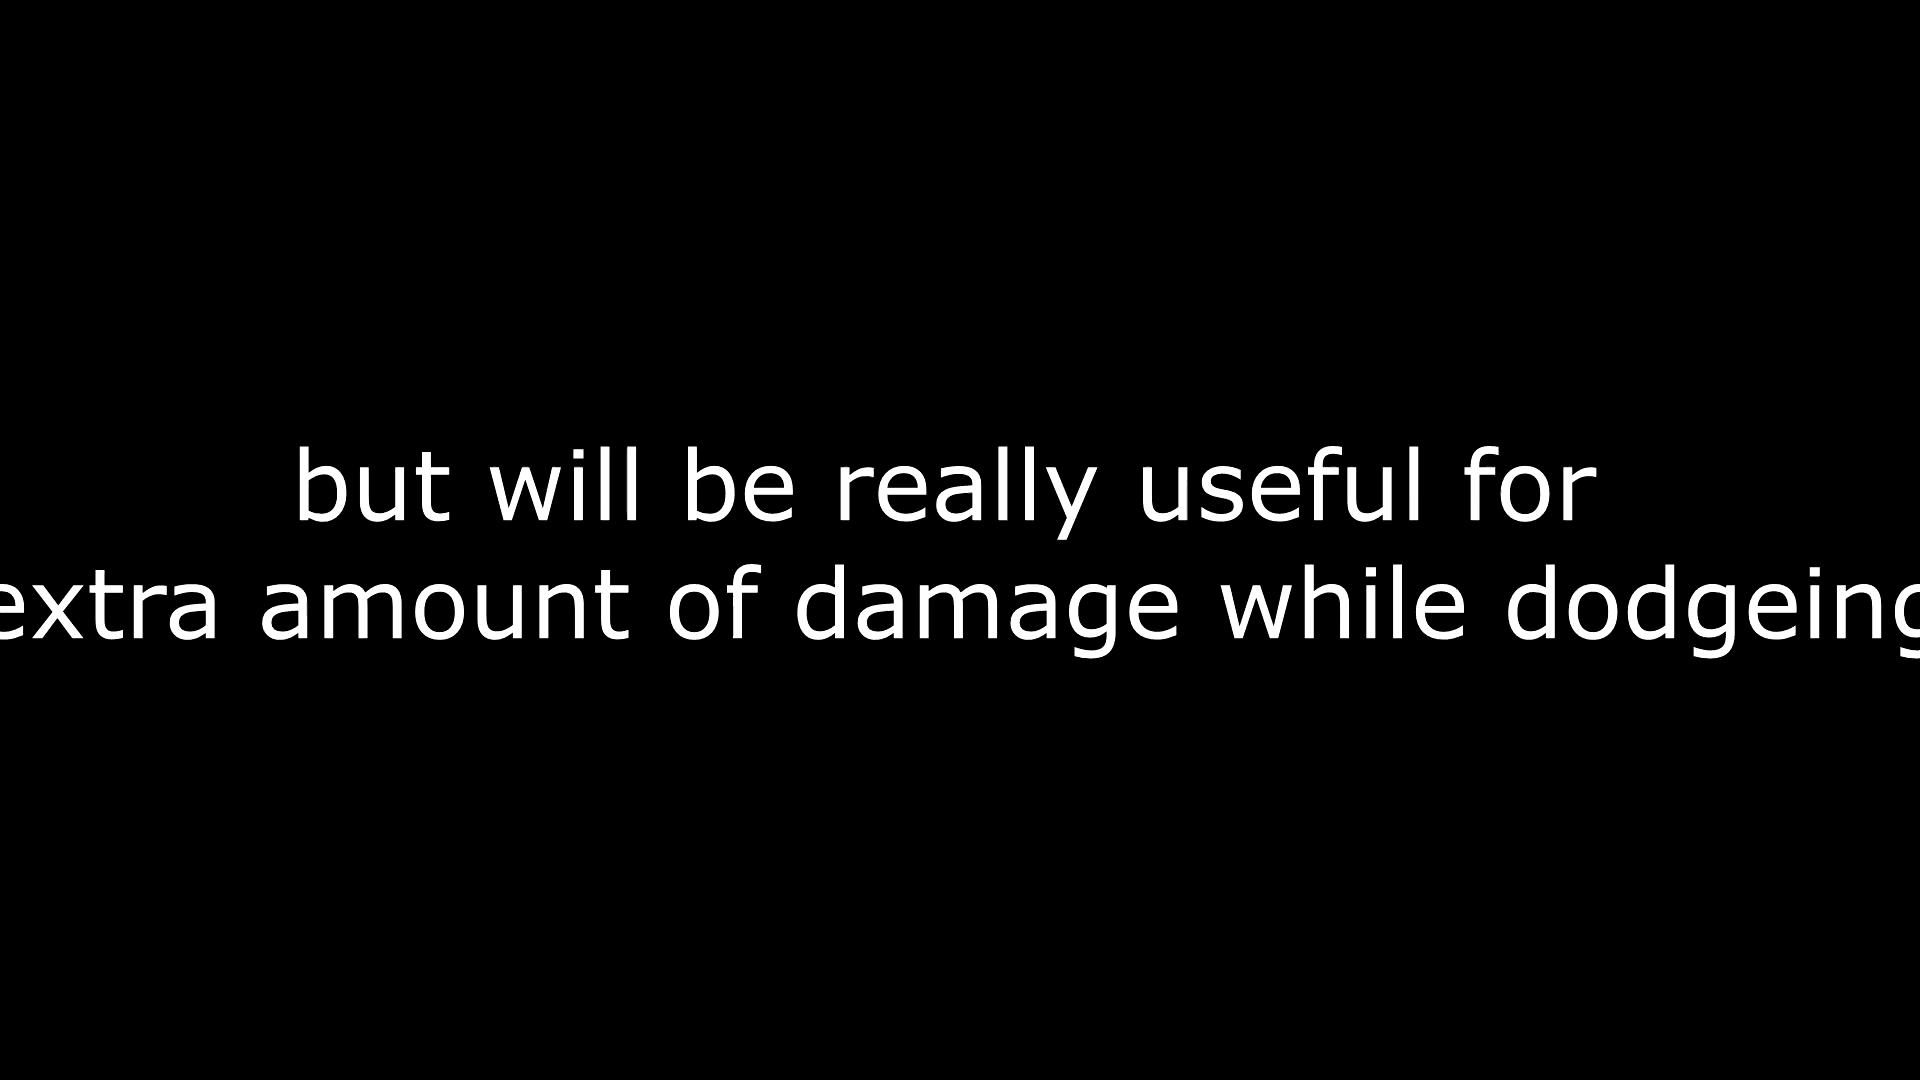 but will be really useful for
extra amount of damage while dodgeing